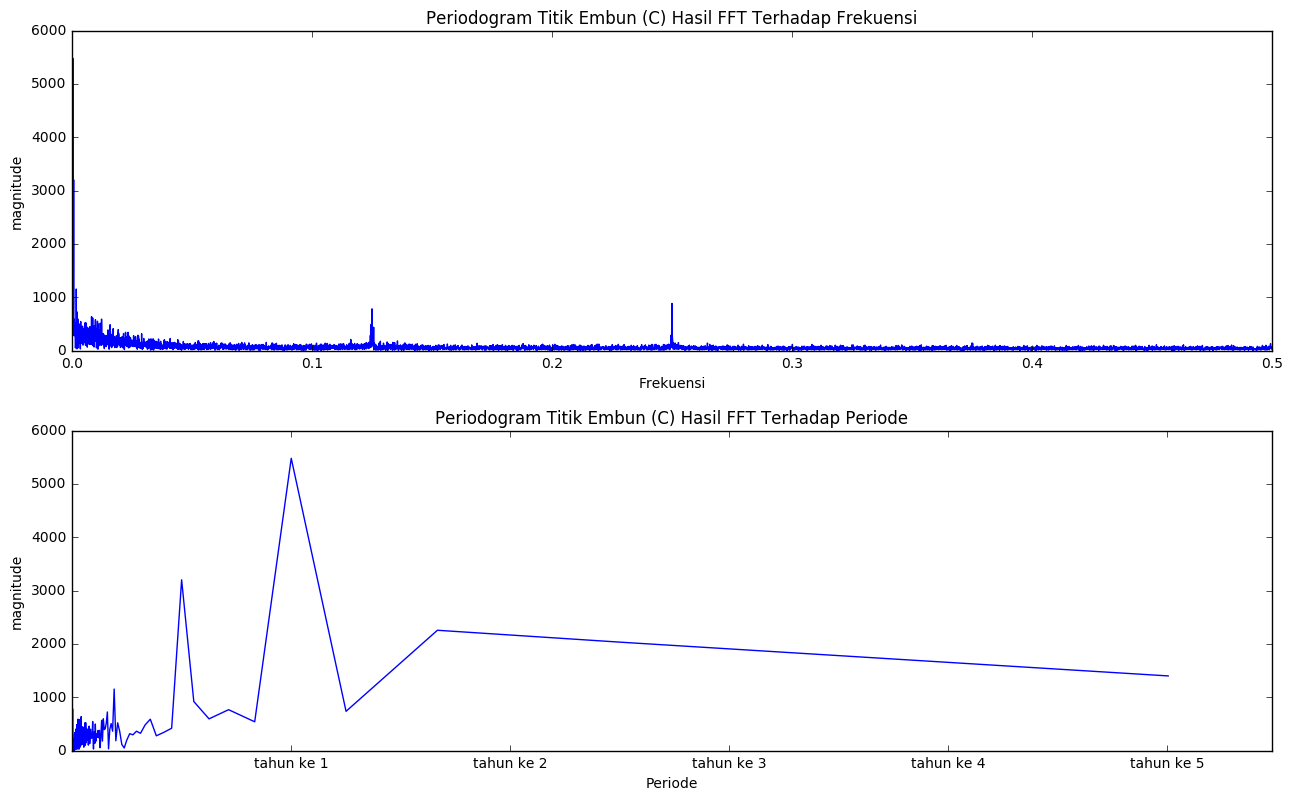 Periodogram Titik Embun (C) Hasil FFT Terhadap Frekuensi
6000
5000
4000
3000
2000
1000
0
magnitude
0.0 0.1 0.2 0.3 0.4 0.5
Frekuensi
Periodogram Titik Embun (C) Hasil FFT Terhadap Periode
6000
5000
4000
3000
2000
1000
0
magnitude
tahun ke 1 tahun ke 2 tahun ke 3 tahun ke 4 tahun ke 5
Periode